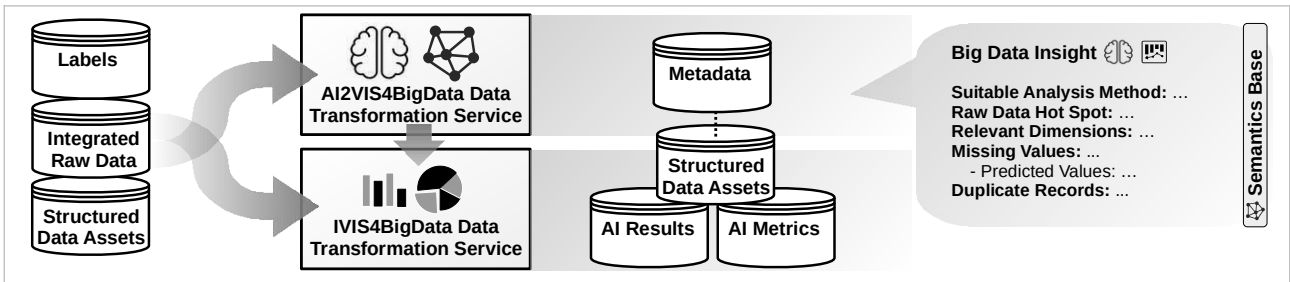 Labels
Integrated
Raw Data
Structured
Data Assets
AI2VIS4BigData Data
Transformation Service
IVIS4BigData Data
Transformation Service
Metadata
Structured
Data Assets
AI Results
AI Metrics
Big Data Insight
Suitable Analysis Method: …
Raw Data Hot Spot: …
Relevant Dimensions: …
Missing Values: ...
- Predicted Values: …
Duplicate Records: ...
Semantics Base